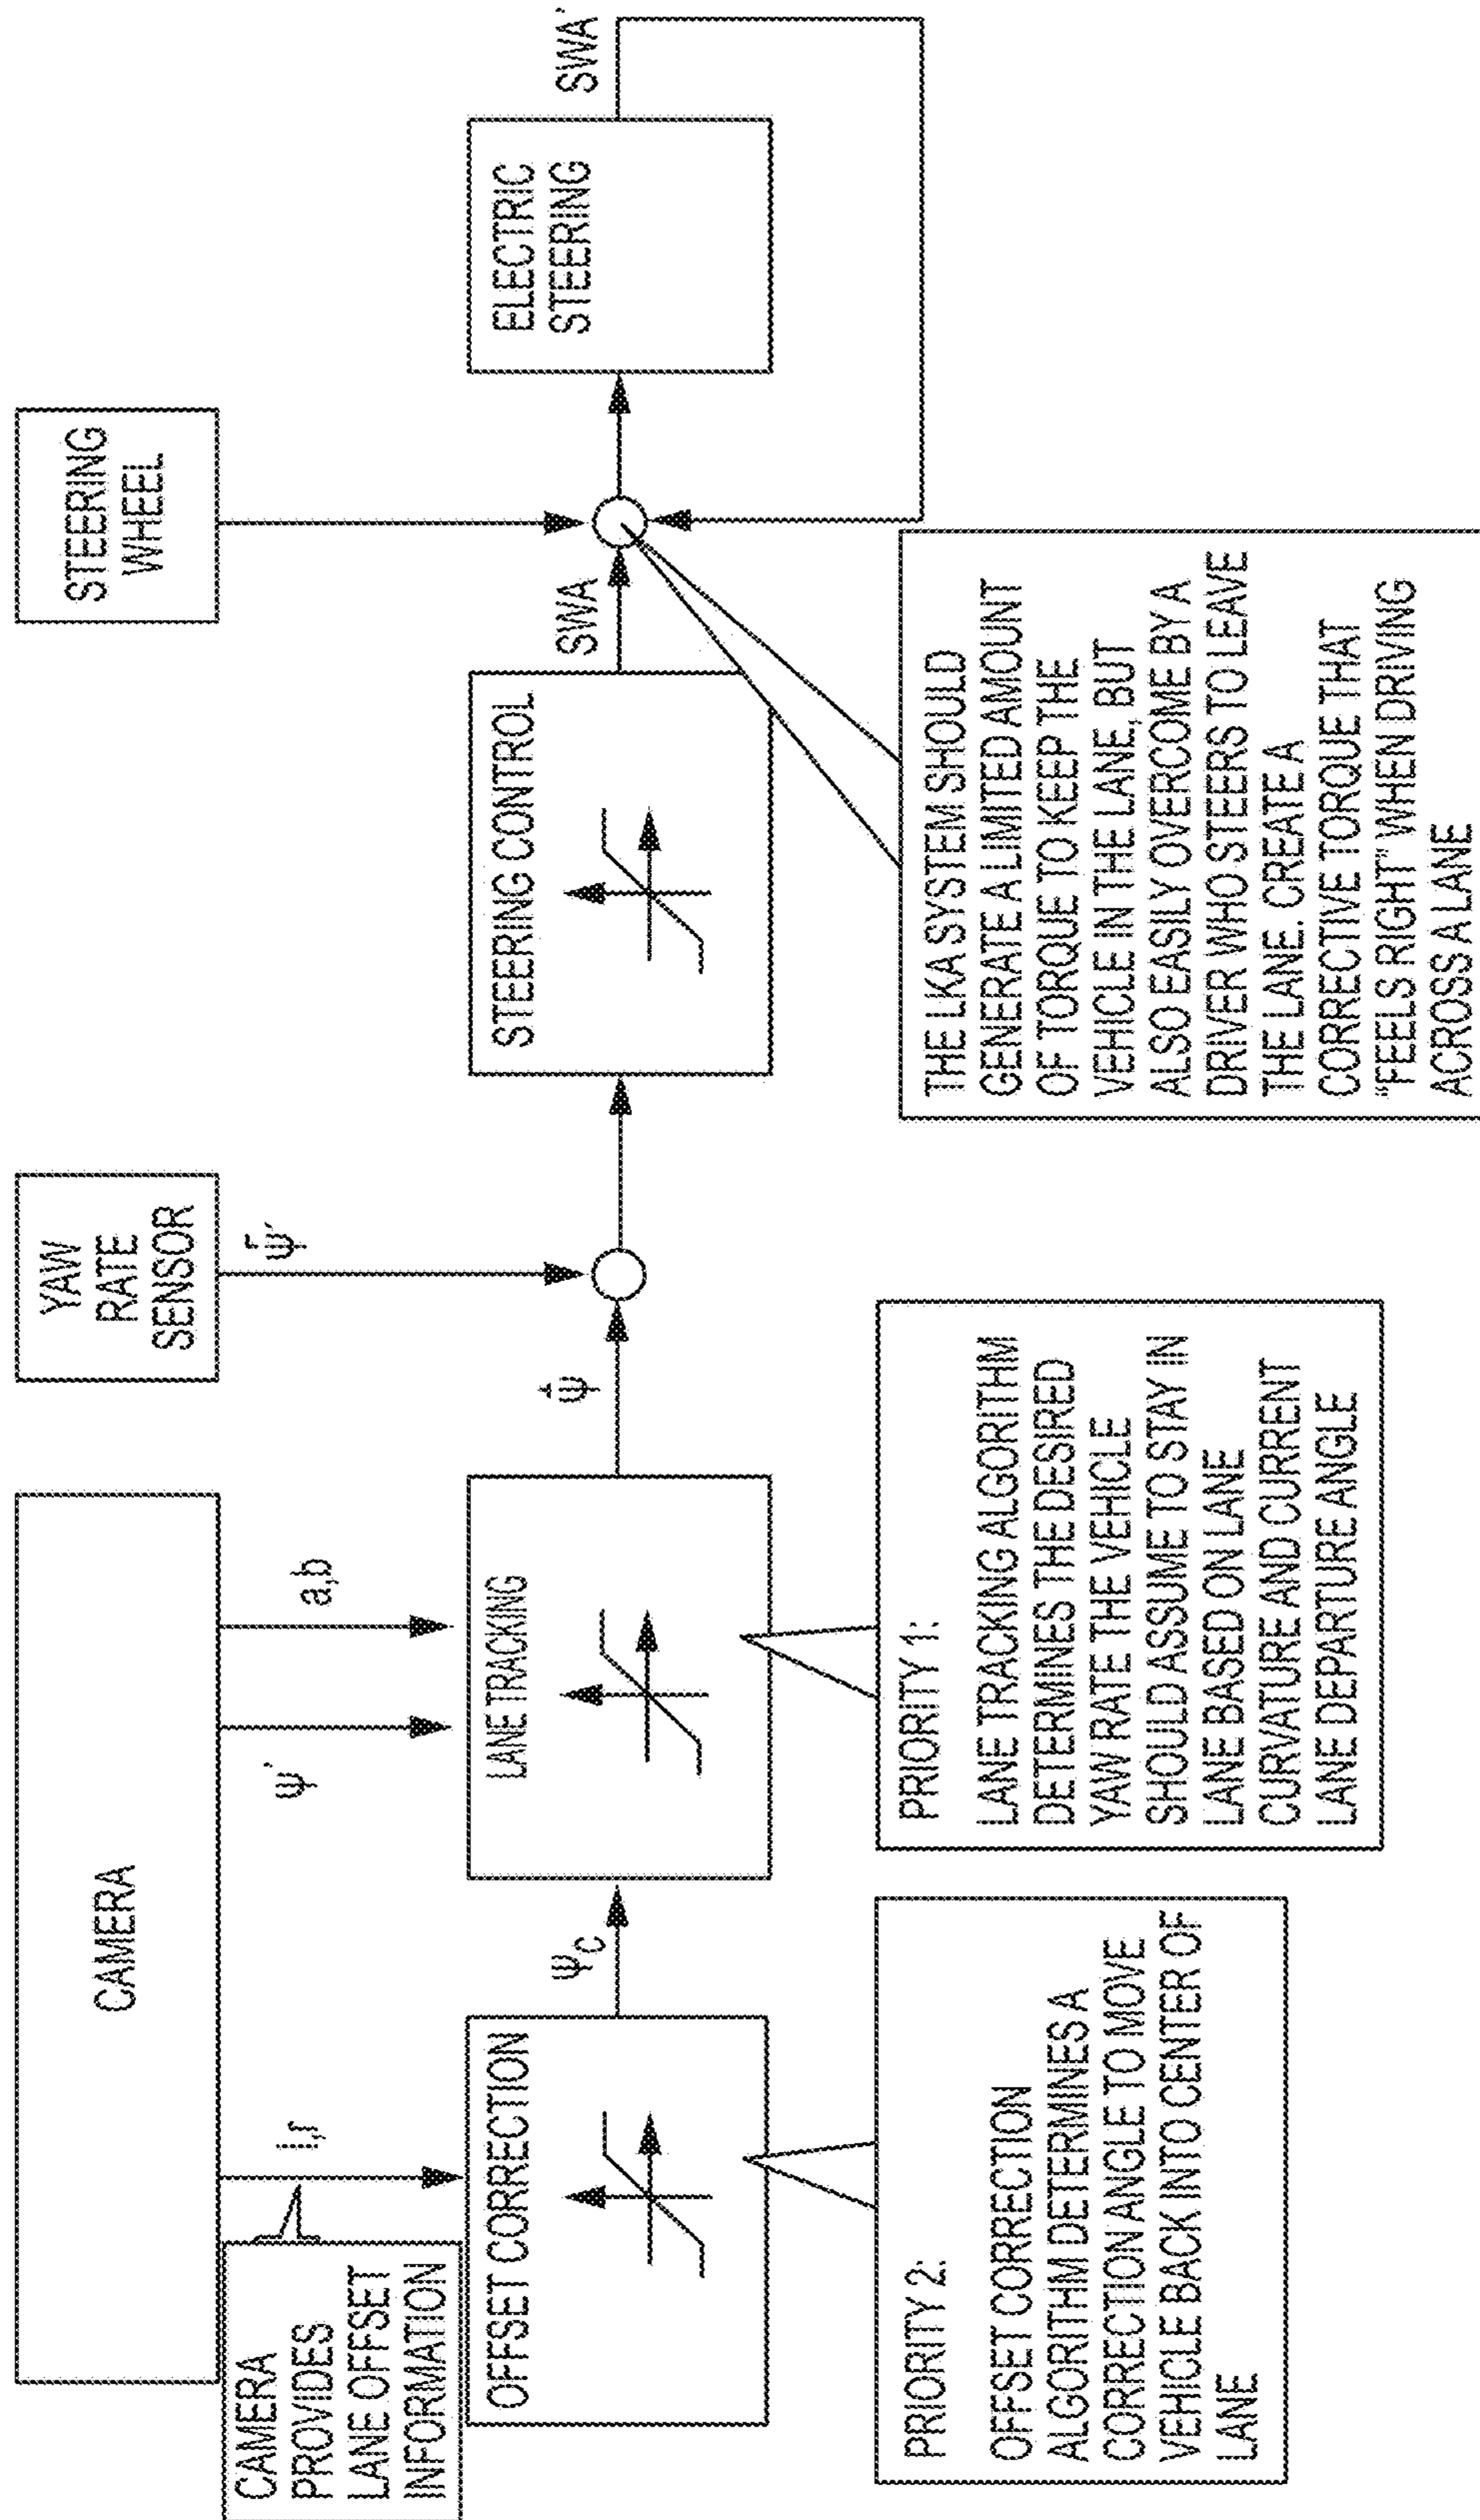 CAMERA
YAW
RATE
SENSOR
STEERING
WHEEL
CAMERA
PROVIDES
LANE OFFSET
INFORMATION
l,r
ψ'
a,b
OFFSET CORRECTION
ψC
LANE TRACKING
ψ̇
STEERING CONTROL
SWA
ELECTRIC
STEERING
SWA'
PRIORITY 2:
OFFSET CORRECTION
ALGORITHM DETERMINES A
CORRECTION ANGLE TO MOVE
VEHICLE BACK INTO CENTER OF
LANE
PRIORITY 1:
LANE TRACKING ALGORITHM
DETERMINES THE DESIRED
YAW RATE THE VEHICLE
SHOULD ASSUME TO STAY IN
LANE BASED ON LANE
CURVATURE AND CURRENT
LANE DEPARTURE ANGLE
THE LKA SYSTEM SHOULD
GENERATE A LIMITED AMOUNT
OF TORQUE TO KEEP THE
VEHICLE IN THE LANE, BUT
ALSO EASILY OVERCOME BY A
DRIVER WHO STEERS TO LEAVE
THE LANE. CREATE A
CORRECTIVE TORQUE THAT
"FEELS RIGHT" WHEN DRIVING
ACROSS A LANE